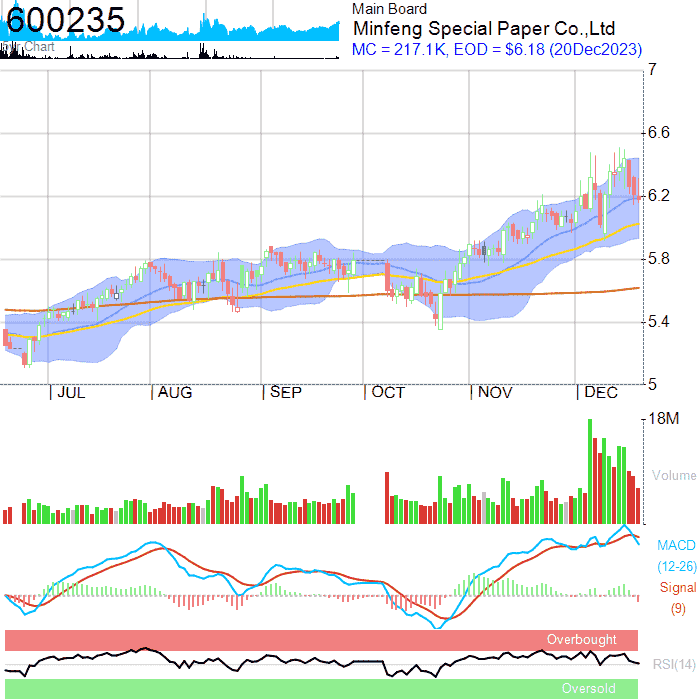 600235
Main Board
Minfeng Special Paper Co.,Ltd
MC = 217.1K, EOD = $6.18 (20Dec2023)
Chart
7
6.6
6.2
5.8
5.4
5
JUL AUG SEP OCT NOV DEC
18M
Volume
MACD
(12-26)
Signal
(9)
Overbought
RSI(14)
Oversold